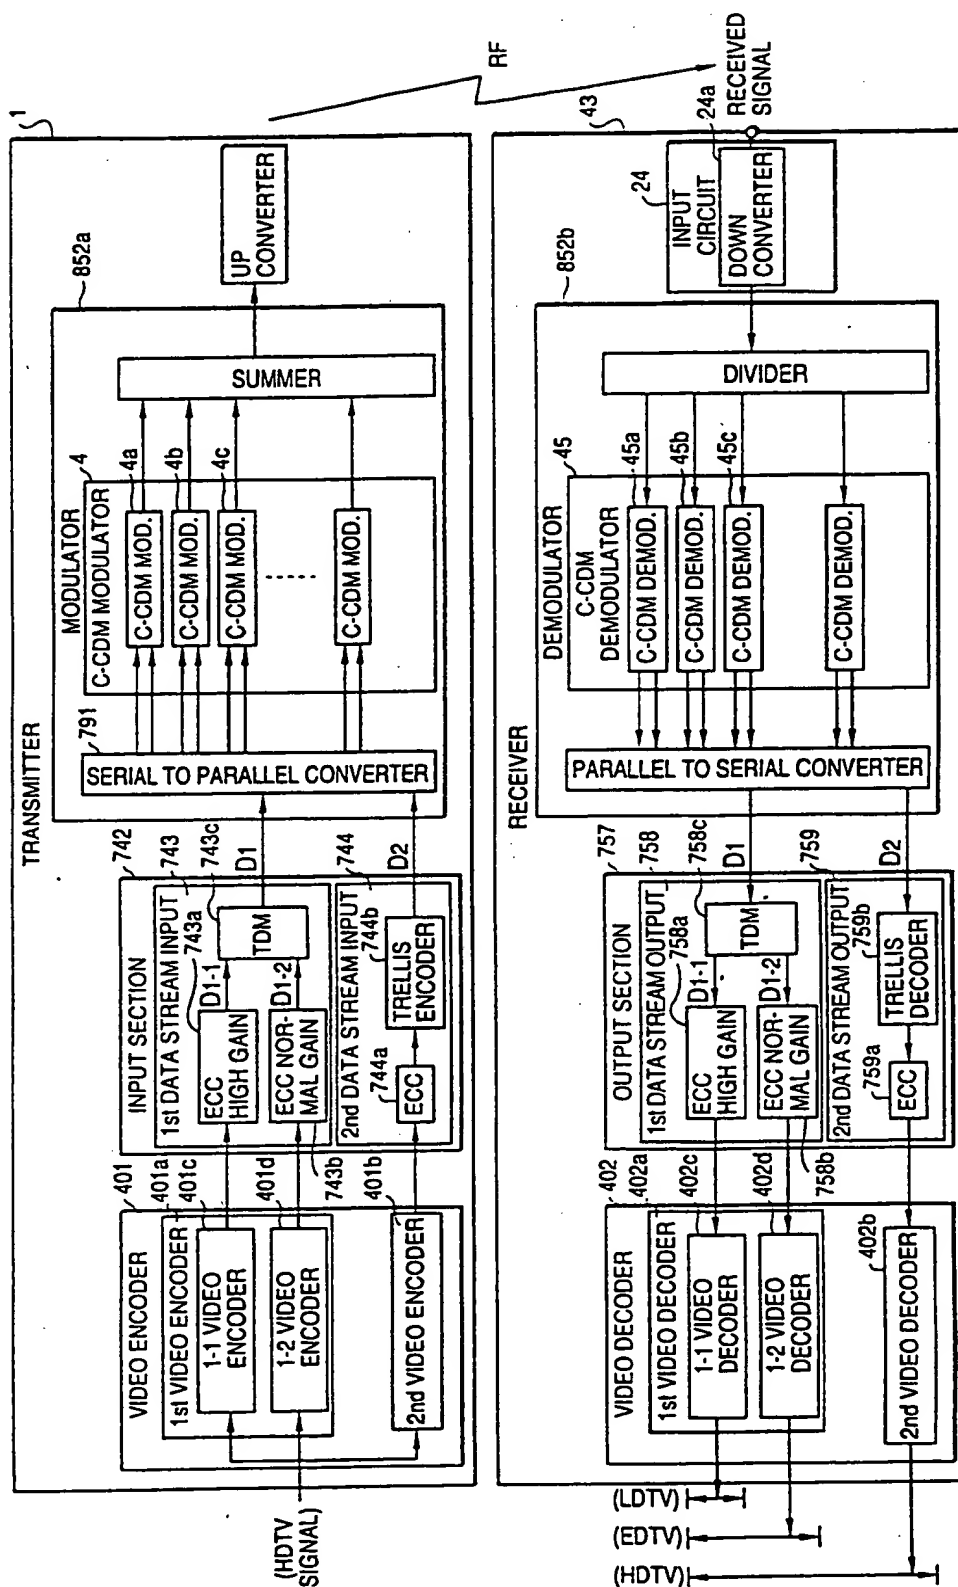 TRANSMITTER
1
VIDEO ENCODER
401
1st VIDEO ENCODER
401a
1-1 VIDEO
ENCODER
401c
1-2 VIDEO
ENCODER
401d
2nd VIDEO ENCODER
401b
(HDTV
SIGNAL)
INPUT SECTION
742
1st DATA STREAM INPUT
743
ECC
HIGH GAIN
743a
ECC NOR-
MAL GAIN
743b
D1-1
D1-2
TDM
743c
2nd DATA STREAM INPUT
744
ECC
744a
TRELLIS
ENCODER
744b
D1
D2
MODULATOR
852a
SERIAL TO PARALLEL CONVERTER
791
C-CDM MODULATOR
4
C-CDM MOD.
4a
C-CDM MOD.
4b
C-CDM MOD.
4c
C-CDM MOD.
SUMMER
UP
CONVERTER
RF
RECEIVED
SIGNAL
RECEIVER
43
INPUT
CIRCUIT
24
DOWN
CONVERTER
24a
DEMODULATOR
852b
DIVIDER
C-CDM
DEMODULATOR
45
C-CDM DEMOD.
45a
C-CDM DEMOD.
45b
C-CDM DEMOD.
45c
C-CDM DEMOD.
PARALLEL TO SERIAL CONVERTER
D1
D2
OUTPUT SECTION
757
1st DATA STREAM OUTPUT
758
TDM
758c
D1-1
D1-2
ECC
HIGH GAIN
758a
ECC NOR-
MAL GAIN
758b
2nd DATA STREAM OUTPUT
759
TRELLIS
DECODER
759b
ECC
759a
VIDEO DECODER
402
1st VIDEO DECODER
402a
1-1 VIDEO
DECODER
402c
1-2 VIDEO
DECODER
402d
2nd VIDEO DECODER
402b
(LDTV)
(EDTV)
(HDTV)